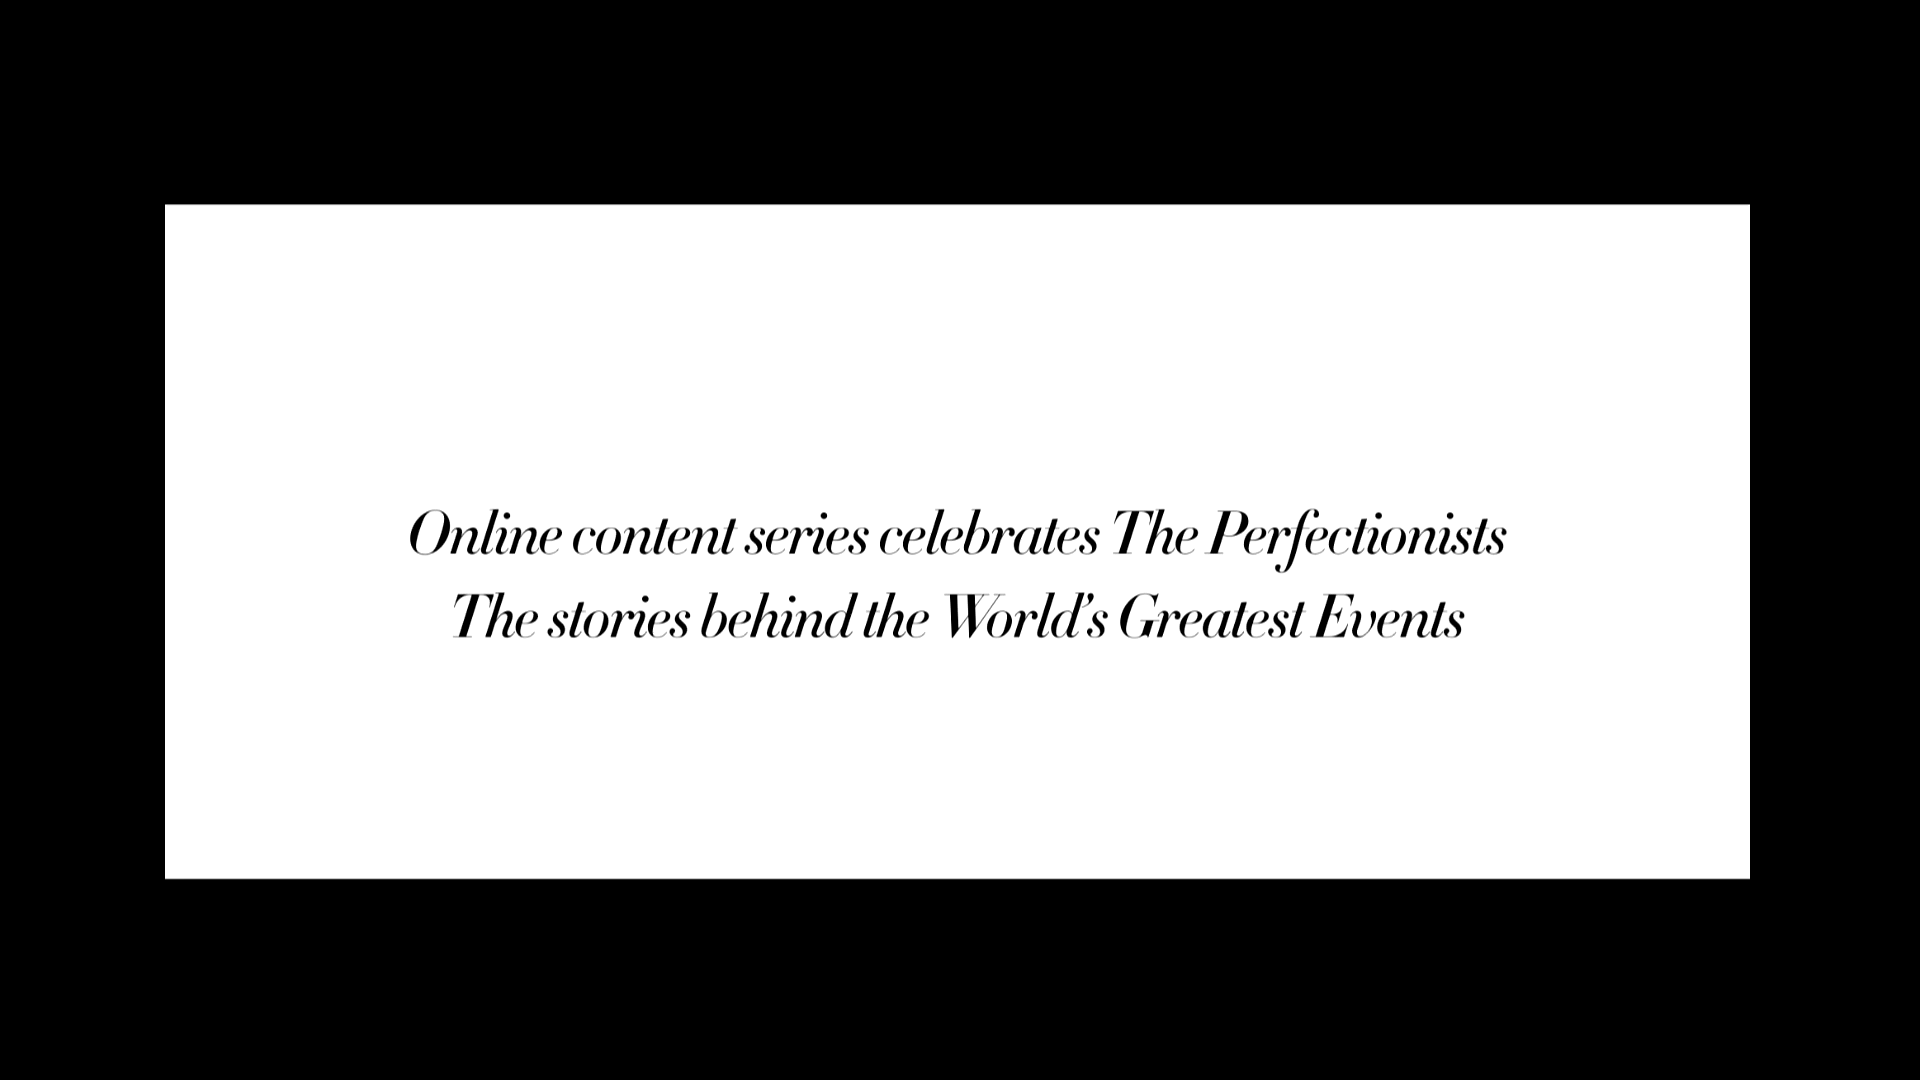 Online content series celebrates The Perfectionists
The stories behind the World’s Greatest Events